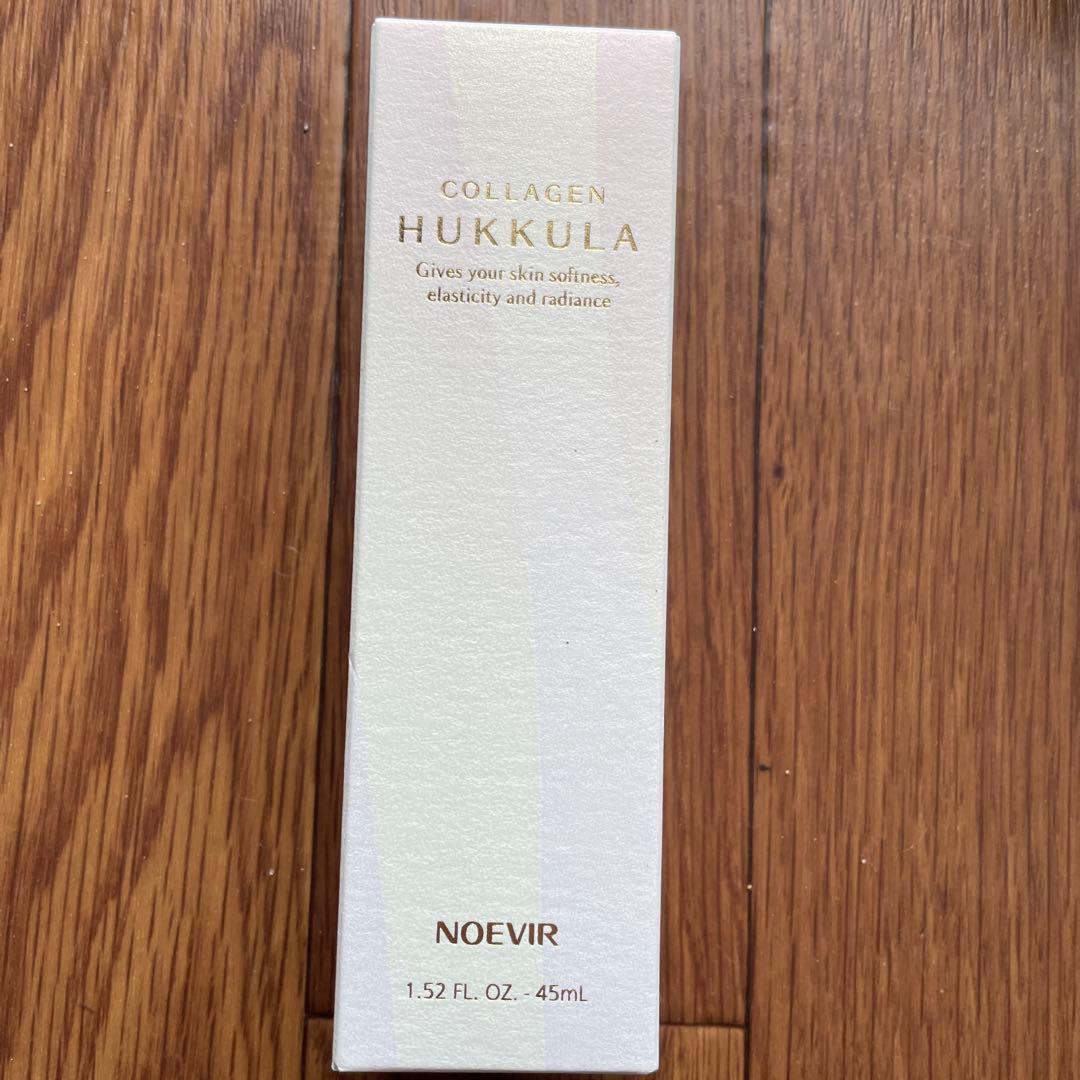 COLLAGEN
HUKKULA
Gives your skin softness,
elasticity and radiance
NOEVIR
1.52 FL. OZ. - 45mL